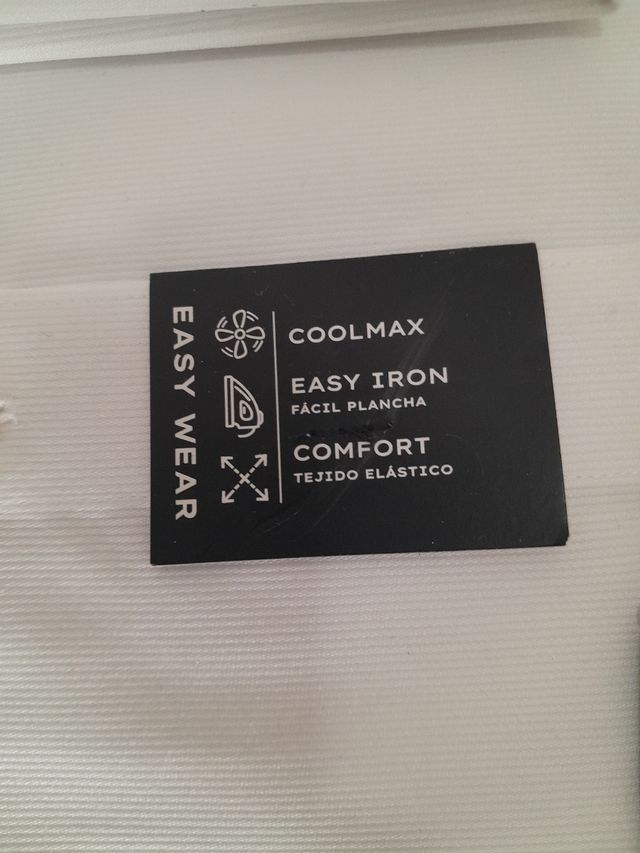 EASY WEAR
COOLMAX
EASY IRON
FÁCIL PLANCHA
COMFORT
TEJIDO ELÁSTICO